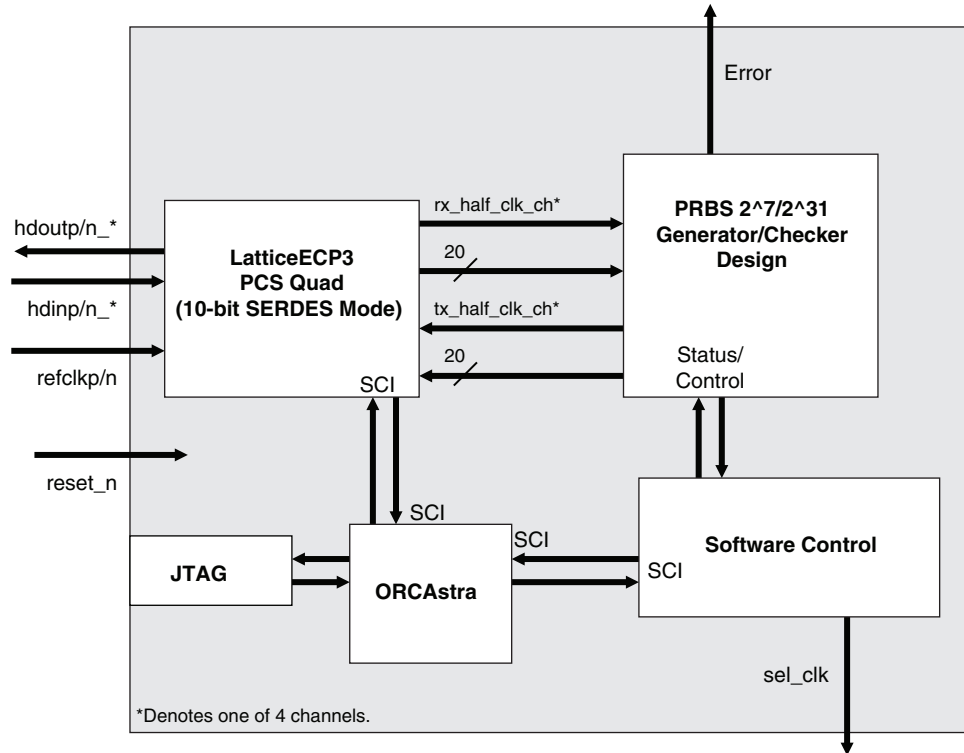 Error
hdoutp/n_*
hdinp/n_*
refclkp/n
reset_n
LatticeECP3
PCS Quad
(10-bit SERDES Mode)
SCI
rx_half_clk_ch*
20
tx_half_clk_ch*
20
PRBS 2^7/2^31
Generator/Checker
Design
Status/
Control
JTAG
SCI
ORCAstra
SCI
SCI
Software Control
sel_clk
*Denotes one of 4 channels.